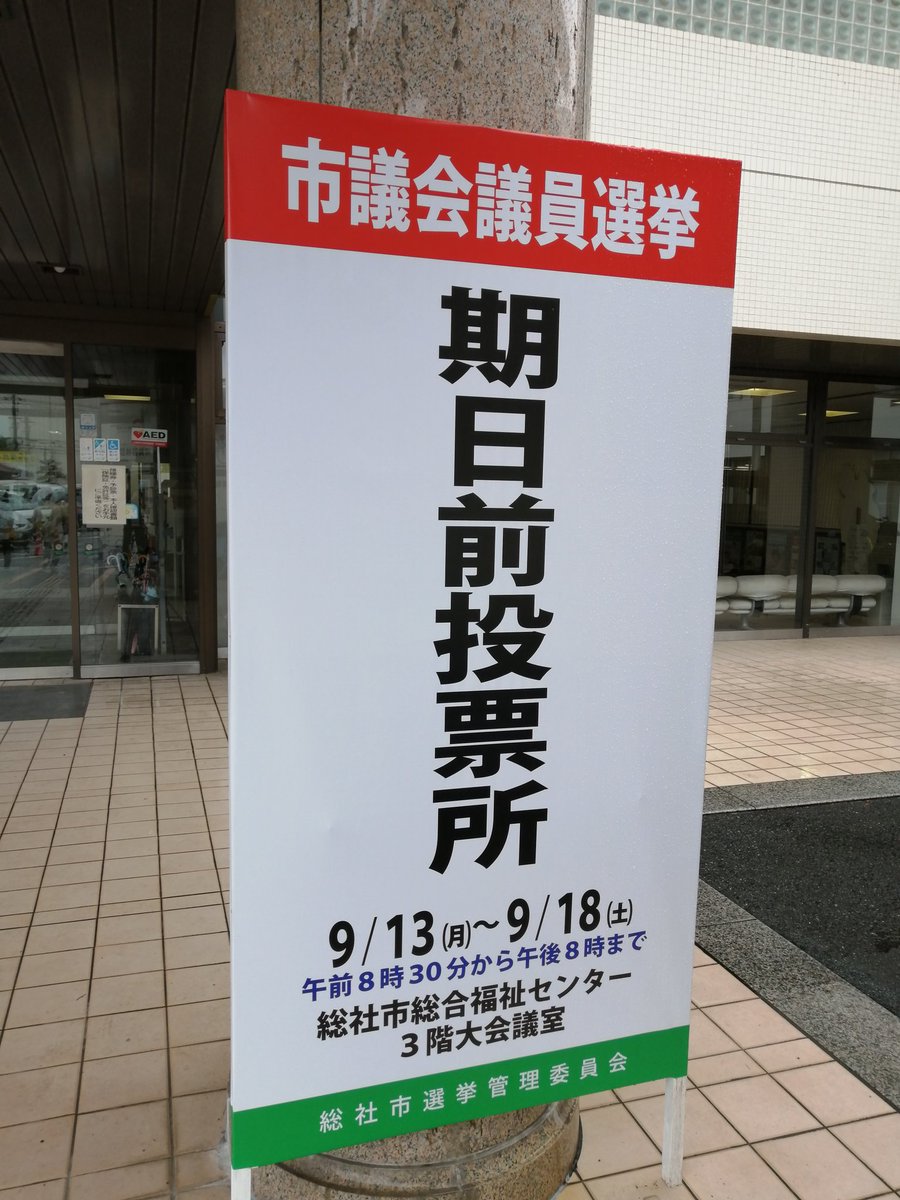 市議会議員選挙
期日前投票所
9/13(月)～9/18(土)
午前8時30分から午後8時まで
総社市総合福祉センター
3階大会議室
総社市選挙管理委員会
AED